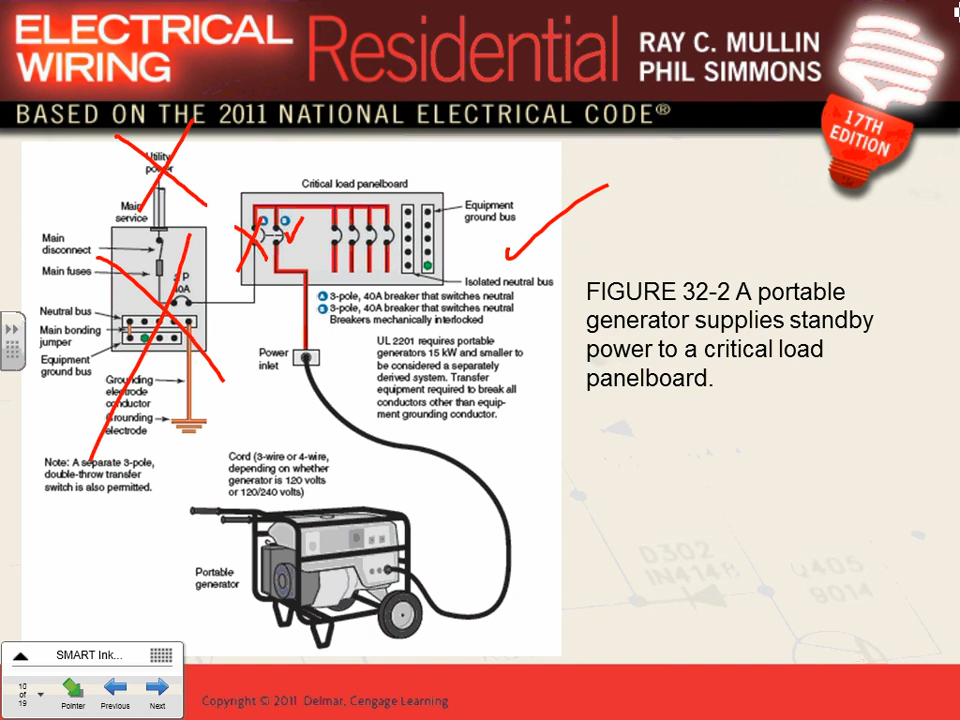 ELECTRICAL
WIRING
Residential
RAY C. MULLIN
PHIL SIMMONS
BASED ON THE 2011 NATIONAL ELECTRICAL CODE®
17TH
EDITION
Utility
power
Main
service
Main
disconnect
Main fuses
2 P
40A
Neutral bus
Main bonding
jumper
Equipment
ground bus
Grounding
electrode
conductor
Grounding
electrode
Note: A separate 3-pole,
double-throw transfer
switch is also permitted.
Critical load panelboard
A
B
Equipment
ground bus
Isolated neutral bus
A 3-pole, 40A breaker that switches neutral
B 3-pole, 40A breaker that switches neutral
Breakers mechanically interlocked
Power
inlet
UL 2201 requires portable
generators 15 kW and smaller to
be considered a separately
derived system. Transfer
equipment required to break all
conductors other than equip-
ment grounding conductor.
Cord (3-wire or 4-wire,
depending on whether
generator is 120 volts
or 120/240 volts)
Portable
generator
FIGURE 32-2 A portable
generator supplies standby
power to a critical load
panelboard.
D302
IN4148
9014
SMART Ink...
10
of
19
Pointer
Previous
Next
Copyright © 2011 Delmar, Cengage Learning